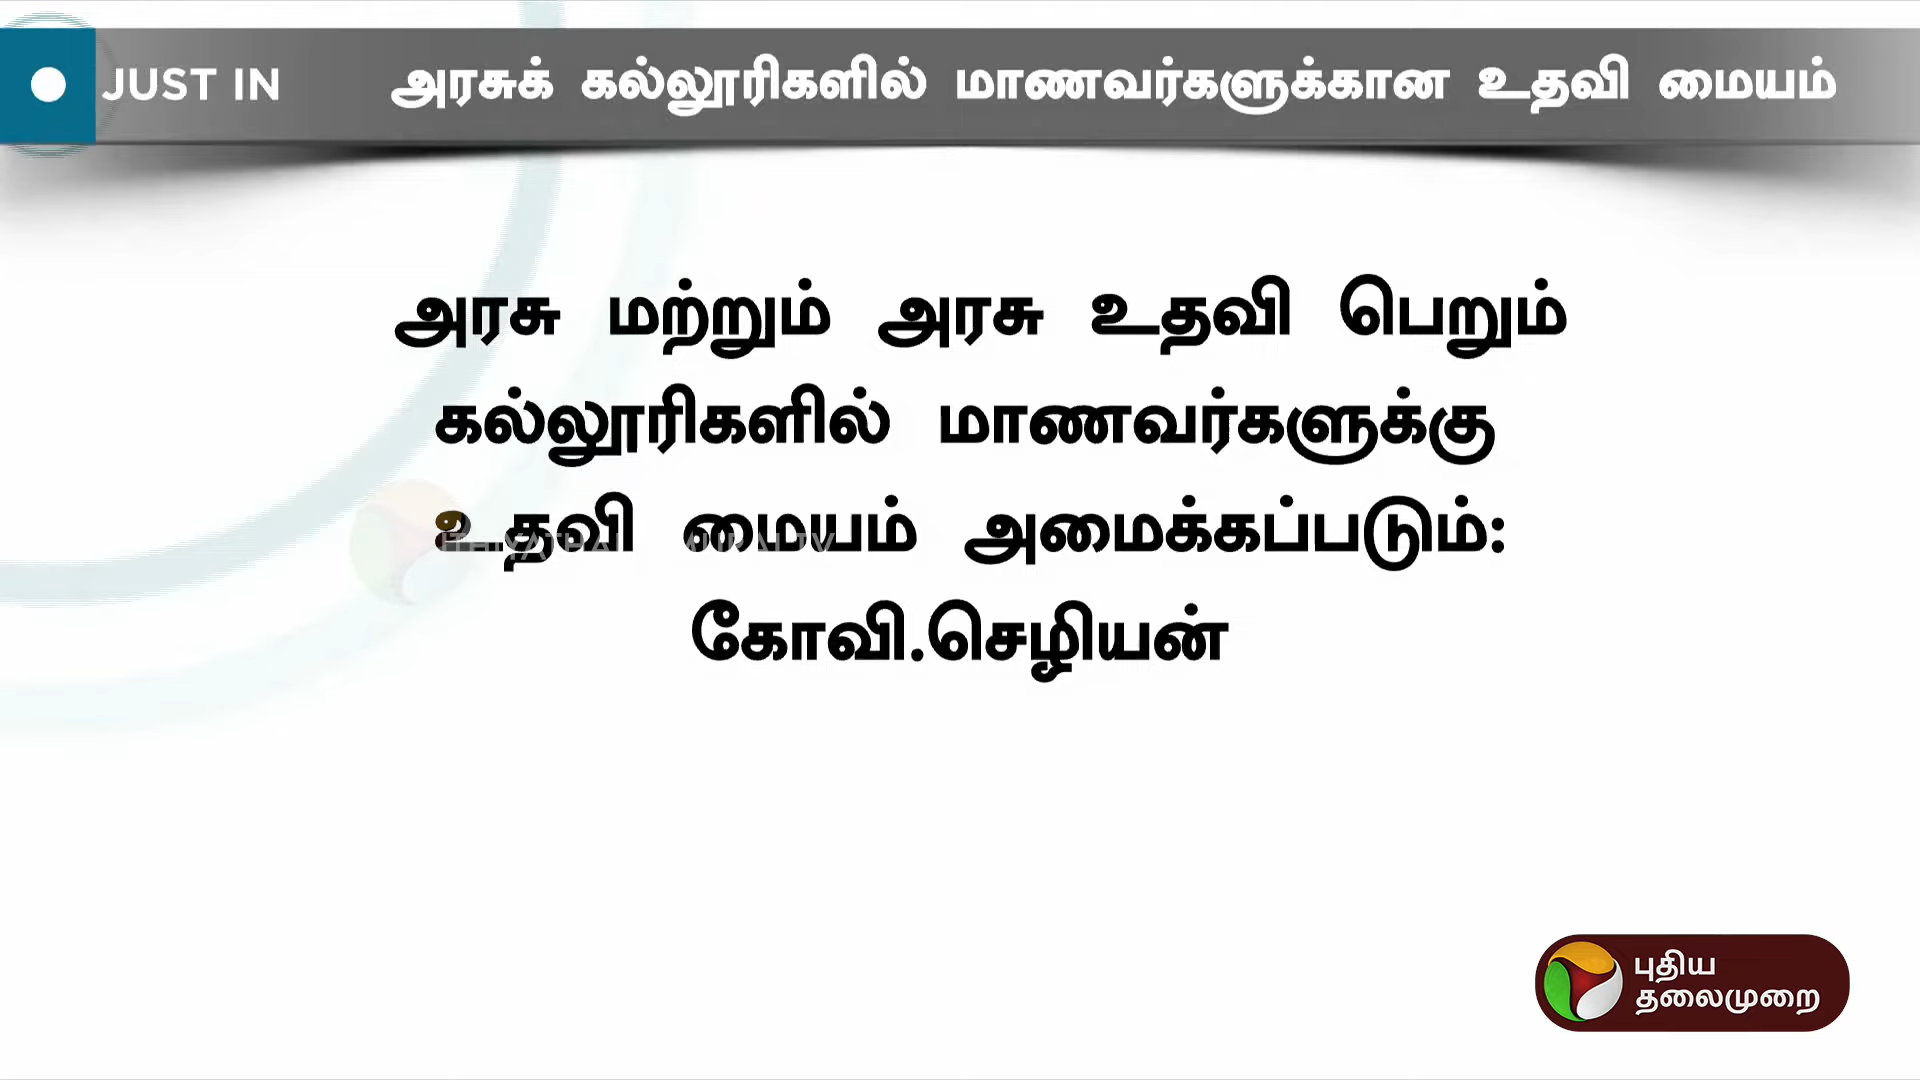 JUST IN அரசுக் கல்லூரிகளில் மாணவர்களுக்கான உதவி மையம்
அரசு மற்றும் அரசு உதவி பெறும்
கல்லூரிகளில் மாணவர்களுக்கு
உதவி மையம் அமைக்கப்படும்:
கோவி.செழியன்
புதிய
தலைமுறை